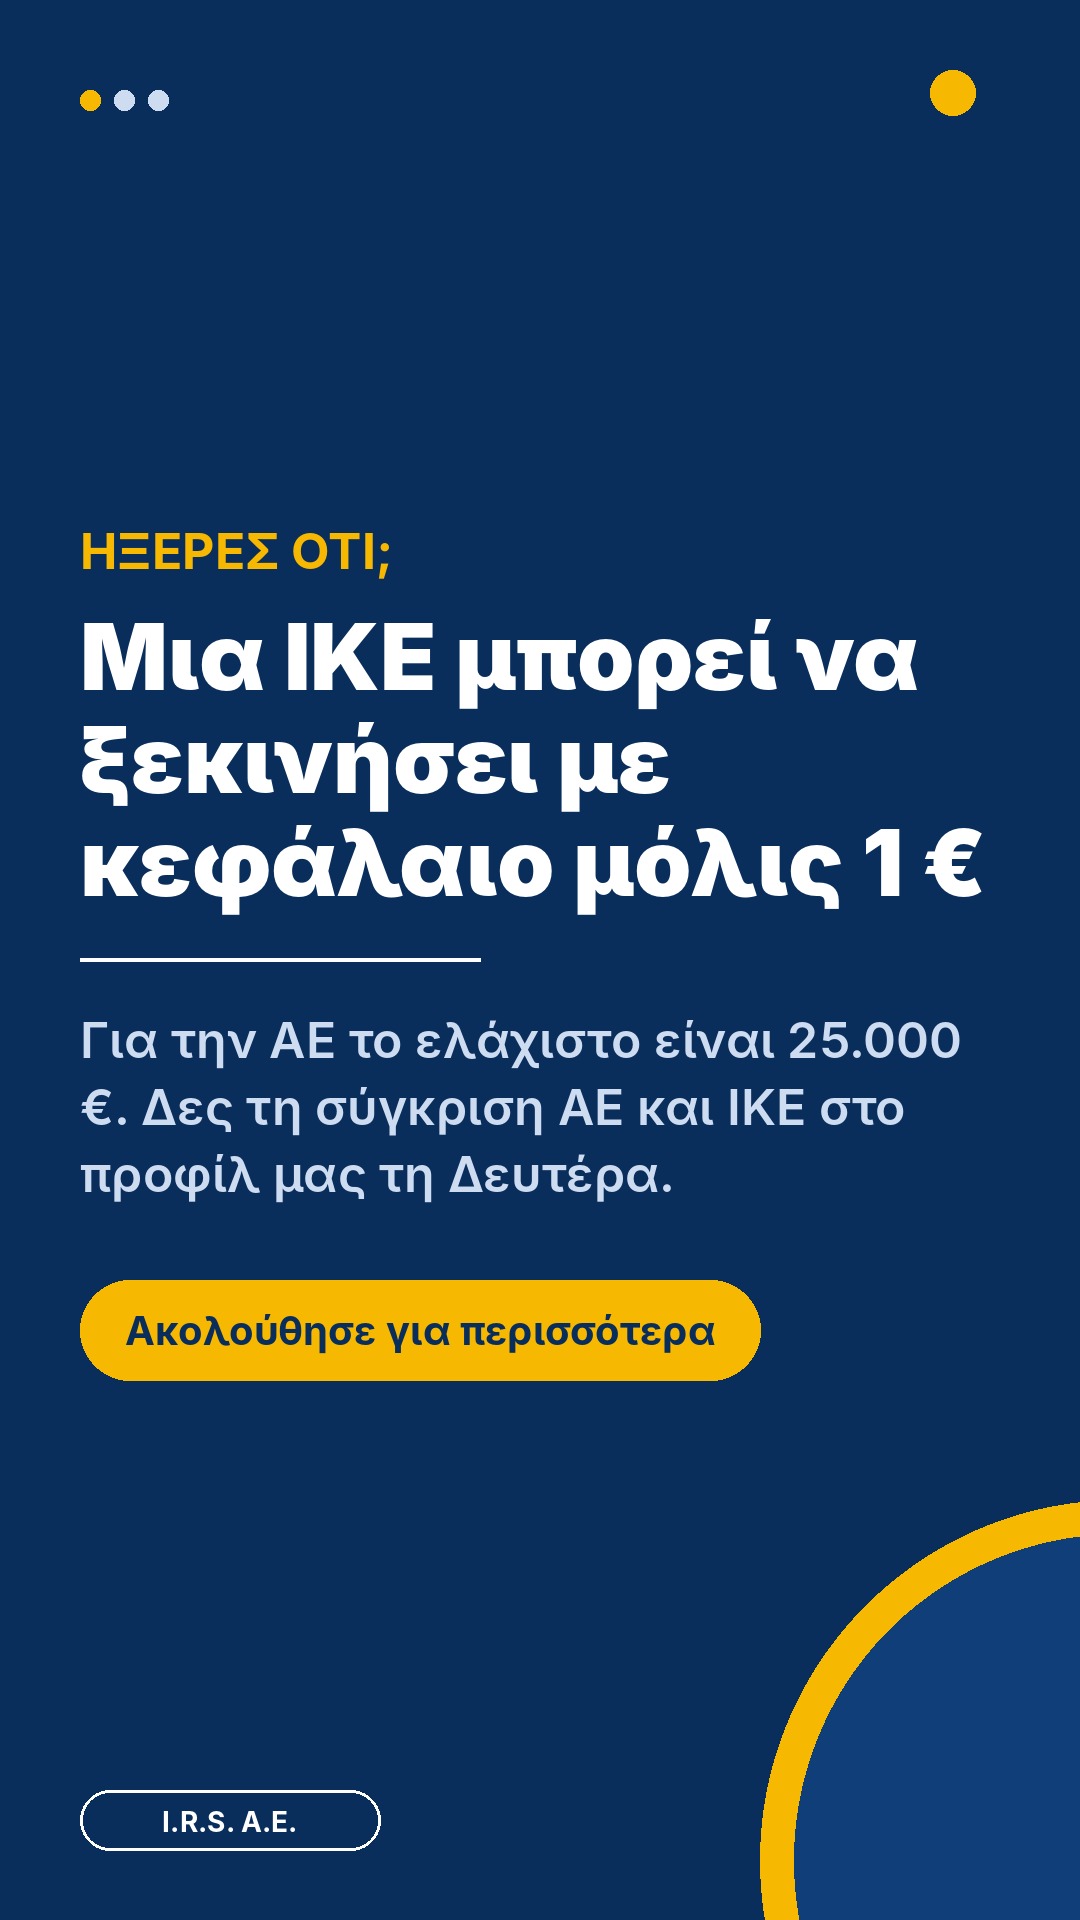 ΗΞΕΡΕΣ ΟΤΙ;
Μια ΙΚΕ μπορεί να
ξεκινήσει με
κεφάλαιο μόλις 1 €
Για την ΑΕ το ελάχιστο είναι 25.000
€. Δες τη σύγκριση ΑΕ και ΙΚΕ στο
προφίλ μας τη Δευτέρα.
Ακολούθησε για περισσότερα
I.R.S. A.E.